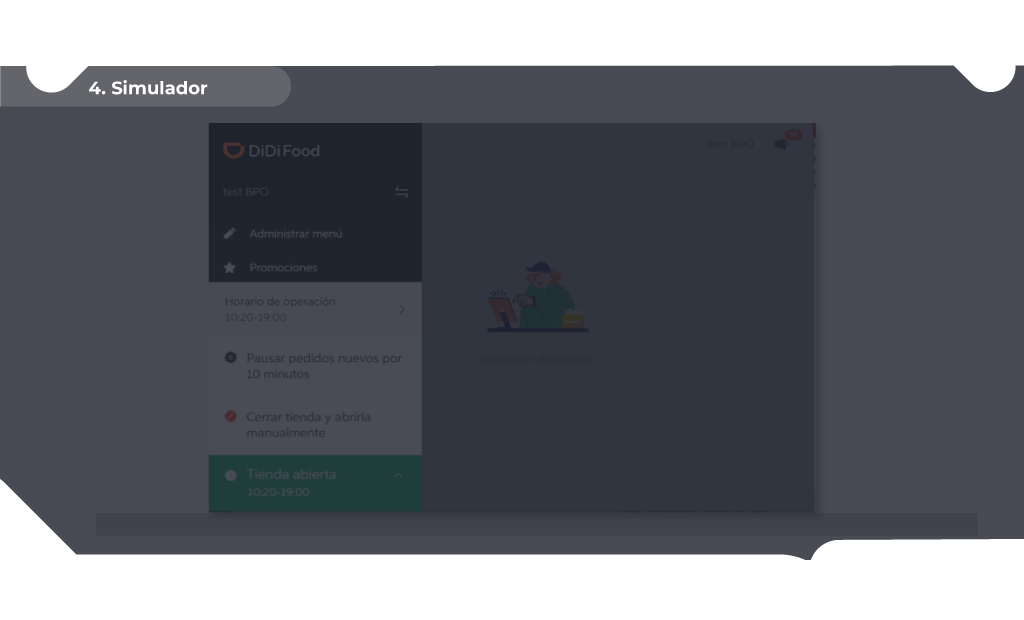 4. Simulador
DiDi Food
test BPO
Administrar menú
Promociones
Horario de operación
10:20-19:00
Pausar pedidos nuevos por
10 minutos
Cerrar tienda y abrirla
manualmente
Tienda abierta
10:20-19:00
test BPO